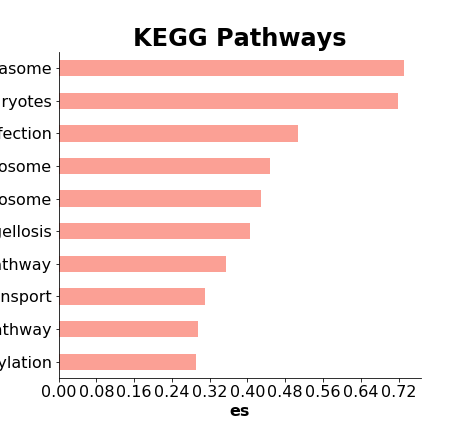 KEGG Pathways
asome
ryotes
fection
osome
osome
gellosis
athway
nsport
athway
ylation
0.00 0.08 0.16 0.24 0.32 0.40 0.48 0.56 0.64 0.72
es